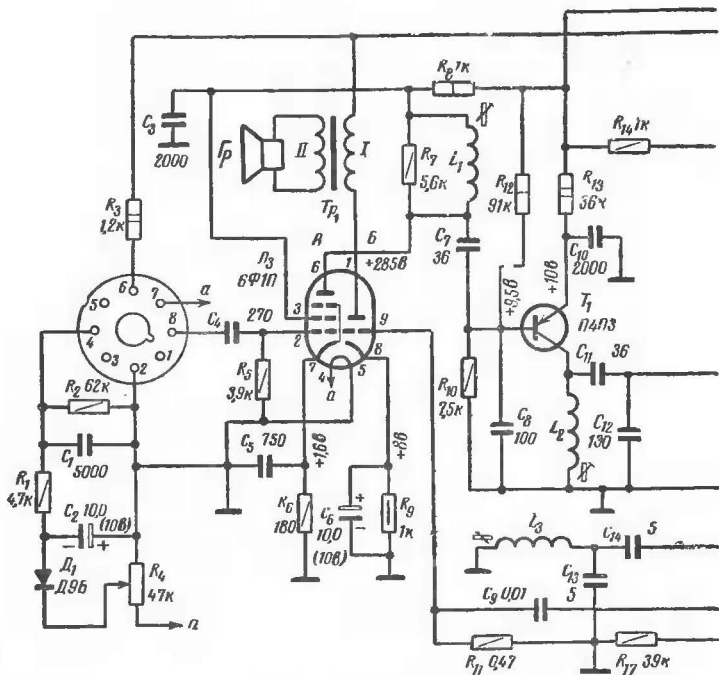 R₈ 1к
C₃
2000
Гр
II
I
Тр₁
R₇
5,6к
L₁
R₁₂
91к
R₁₄ 1к
R₁₃
36к
R₃
1,2к
Л₃
6Ф1П
А
Б
+285в
C₇
36
C₁₀
2000
+9,5в
+10в
T₁
П4П3
6
5
7
а
4
8
3
1
2
C₄
270
6
1
3
2
9
7
4
5
8
а
R₂ 62к
R₅
3,9к
C₁₁
36
R₁₀
7,5к
C₁
5000
C₅
750
+1,6в
+8в
C₈
100
L₂
C₁₂
130
R₁
4,7к
C₂ 10,0
(10в)
−
+
R₆
180
+
−
C₆
10,0
(10в)
R₉
1к
L₃
C₁₄
5
Д₁
Д9Б
R₄
47к
C₁₃
5
C₉ 0,01
а
R₁₁ 0,47
R₁₇ 39к